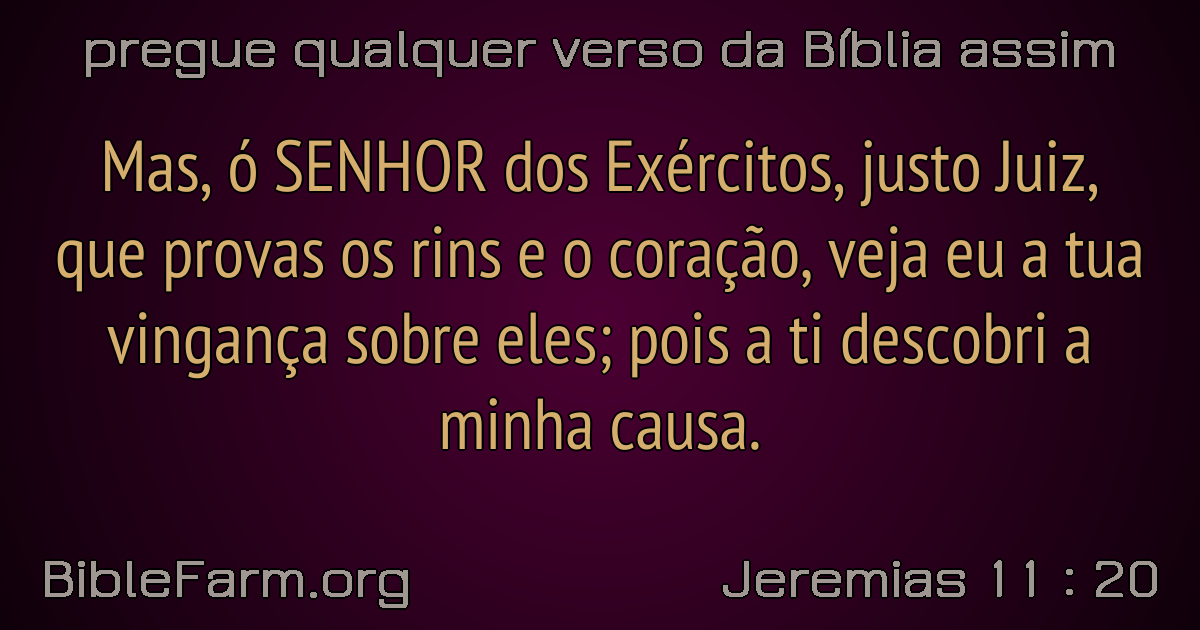 pregue qualquer verso da Bíblia assim
Mas, ó SENHOR dos Exércitos, justo Juiz,
que provas os rins e o coração, veja eu a tua
vingança sobre eles; pois a ti descobri a
minha causa.
BibleFarm.org
Jeremias 11 : 20